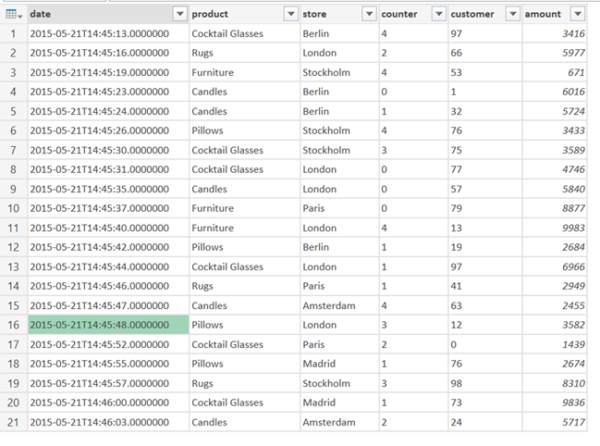 date product store counter customer amount
1 2015-05-21T14:45:13.0000000 Cocktail Glasses Berlin 4 97 3416
2 2015-05-21T14:45:16.0000000 Rugs London 2 66 5977
3 2015-05-21T14:45:19.0000000 Furniture Stockholm 4 53 671
4 2015-05-21T14:45:23.0000000 Candles Berlin 0 1 6016
5 2015-05-21T14:45:24.0000000 Candles Berlin 1 32 5724
6 2015-05-21T14:45:26.0000000 Pillows Stockholm 4 76 3433
7 2015-05-21T14:45:30.0000000 Cocktail Glasses Stockholm 3 75 3589
8 2015-05-21T14:45:31.0000000 Cocktail Glasses London 0 77 4746
9 2015-05-21T14:45:35.0000000 Candles London 0 57 5840
10 2015-05-21T14:45:37.0000000 Furniture Paris 0 79 8877
11 2015-05-21T14:45:40.0000000 Furniture London 4 13 9983
12 2015-05-21T14:45:42.0000000 Pillows Berlin 1 19 2684
13 2015-05-21T14:45:44.0000000 Cocktail Glasses London 1 97 6966
14 2015-05-21T14:45:46.0000000 Rugs Paris 1 41 2949
15 2015-05-21T14:45:47.0000000 Candles Amsterdam 4 63 2455
16 2015-05-21T14:45:48.0000000 Pillows London 3 12 3582
17 2015-05-21T14:45:52.0000000 Cocktail Glasses Paris 2 0 1439
18 2015-05-21T14:45:55.0000000 Pillows Madrid 1 76 2674
19 2015-05-21T14:45:57.0000000 Rugs Stockholm 3 98 8310
20 2015-05-21T14:46:00.0000000 Cocktail Glasses Madrid 1 73 9836
21 2015-05-21T14:46:03.0000000 Candles Amsterdam 2 24 5717